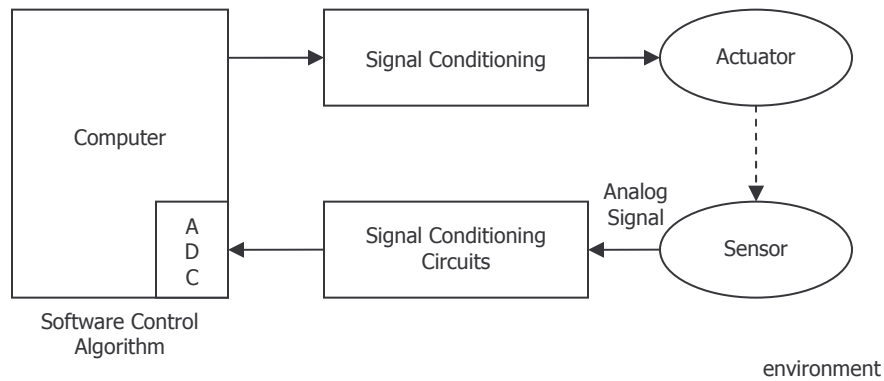 Computer
Signal Conditioning
Actuator
A
D
C
Signal Conditioning
Circuits
Analog
Signal
Sensor
Software Control
Algorithm
environment